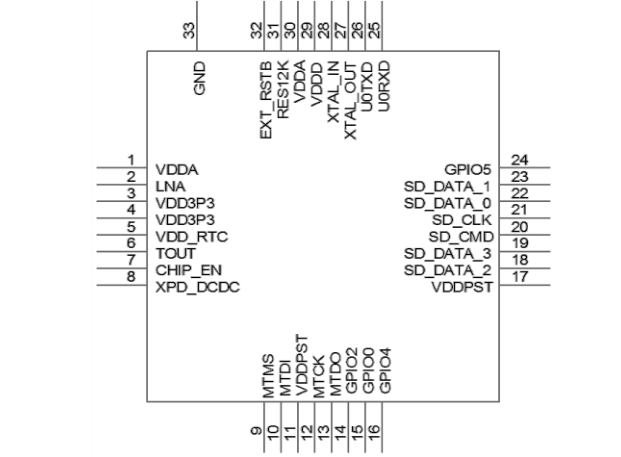 33 32 31 30 29 28 27 26 25
GND EXT_RSTB RES12K VDDA VDDD XTAL_IN XTAL_OUT U0TXD U0RXD
1 VDDA
2 LNA
3 VDD3P3
4 VDD3P3
5 VDD_RTC
6 TOUT
7 CHIP_EN
8 XPD_DCDC
GPIO5 24
SD_DATA_1 23
SD_DATA_0 22
SD_CLK 21
SD_CMD 20
SD_DATA_3 19
SD_DATA_2 18
VDDPST 17
MTMS MTDI VDDPST MTCK MTDO GPIO2 GPIO0 GPIO4
9 10 11 12 13 14 15 16